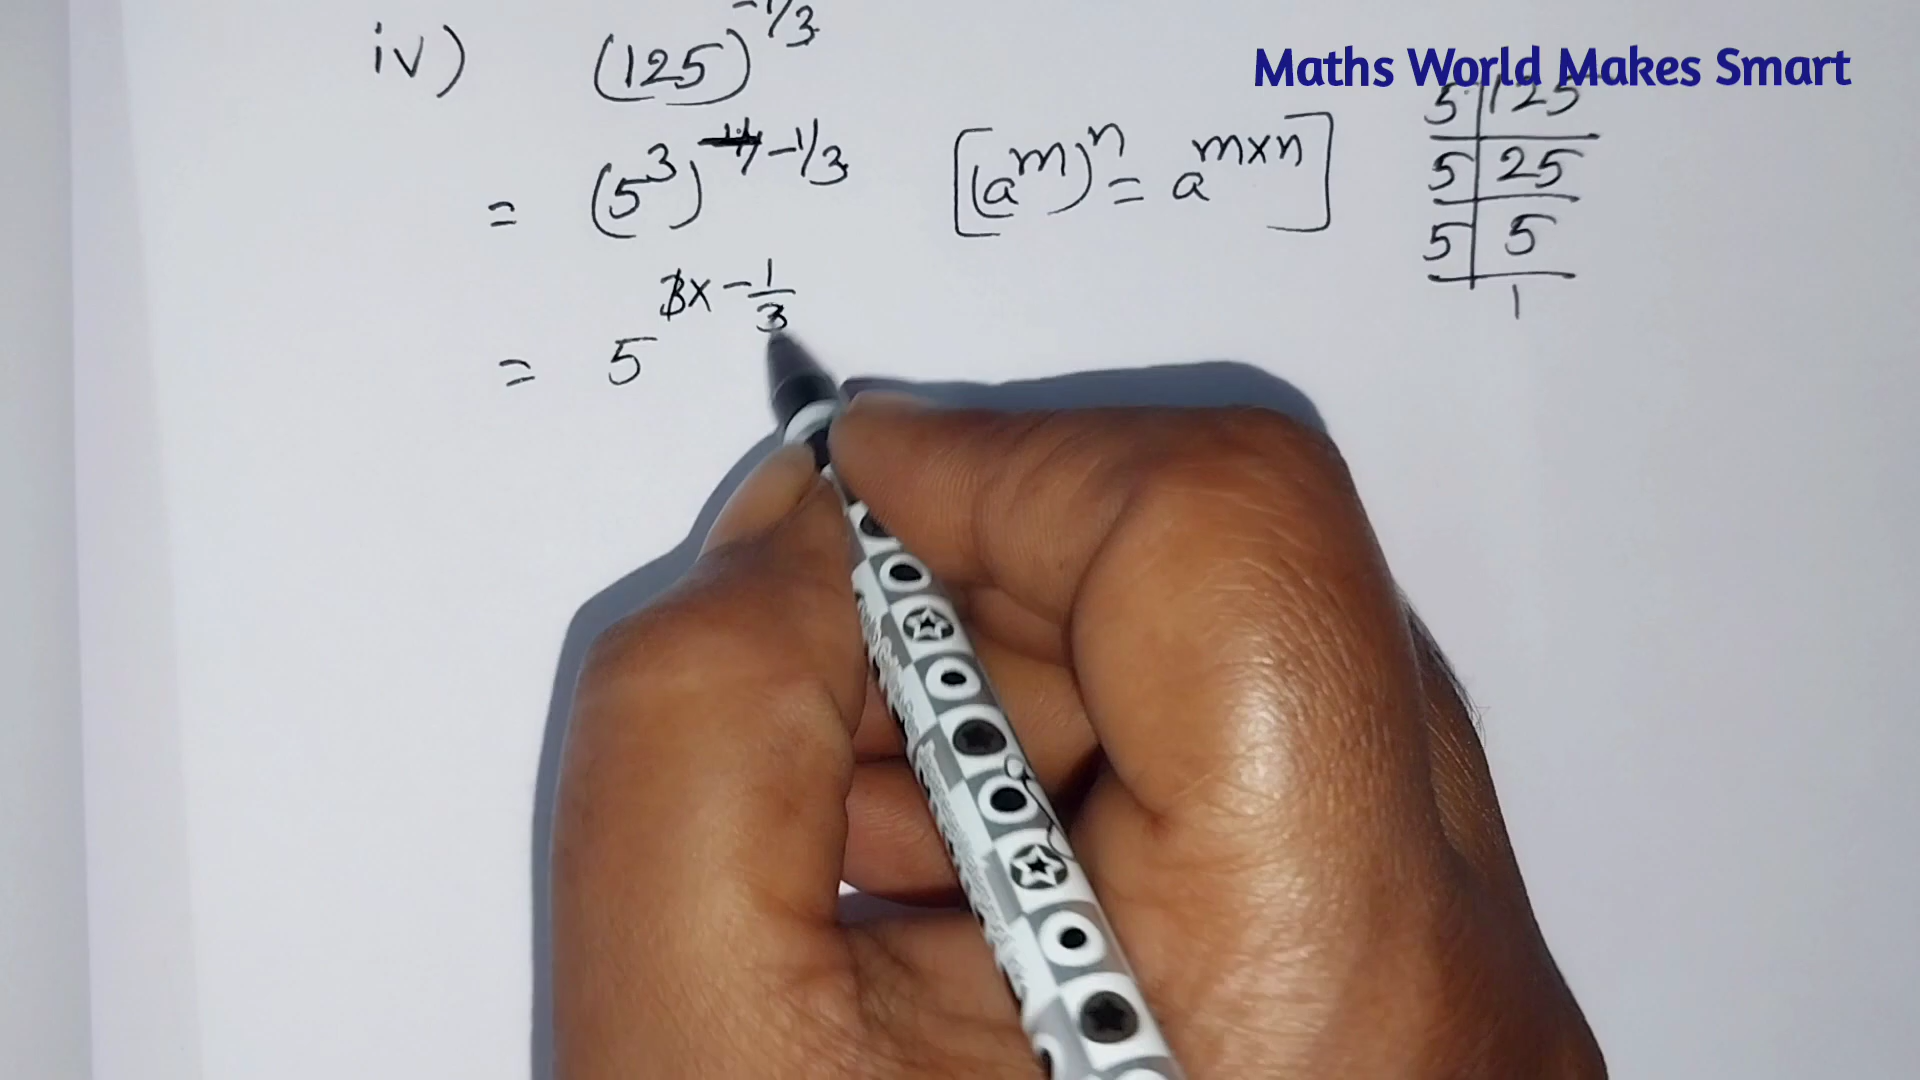 Maths World Makes Smart
iv) (125)^{-1/3}
= (5^3)^{-1/3} [(a^m)^n = a^{m×n}]
= 5^{3× -1/3}
5 | 125
5 | 25
5 | 5
1